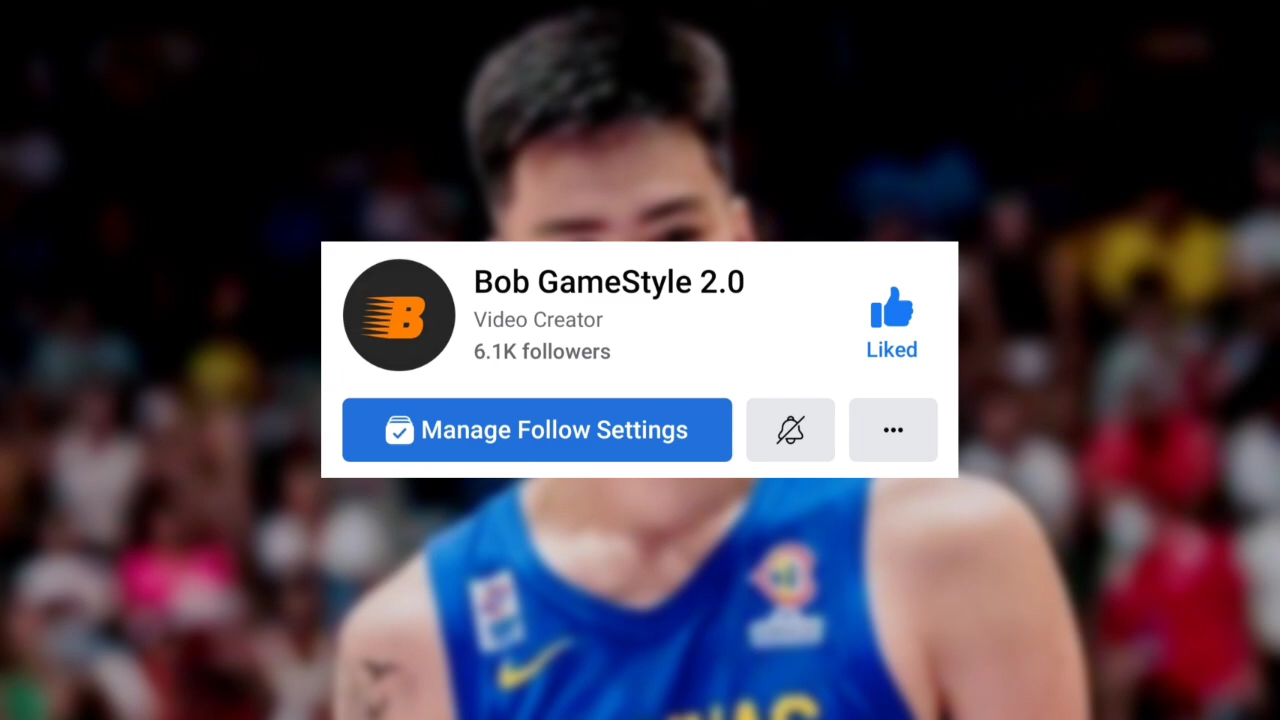 Bob GameStyle 2.0
Video Creator
6.1K followers
Liked
Manage Follow Settings